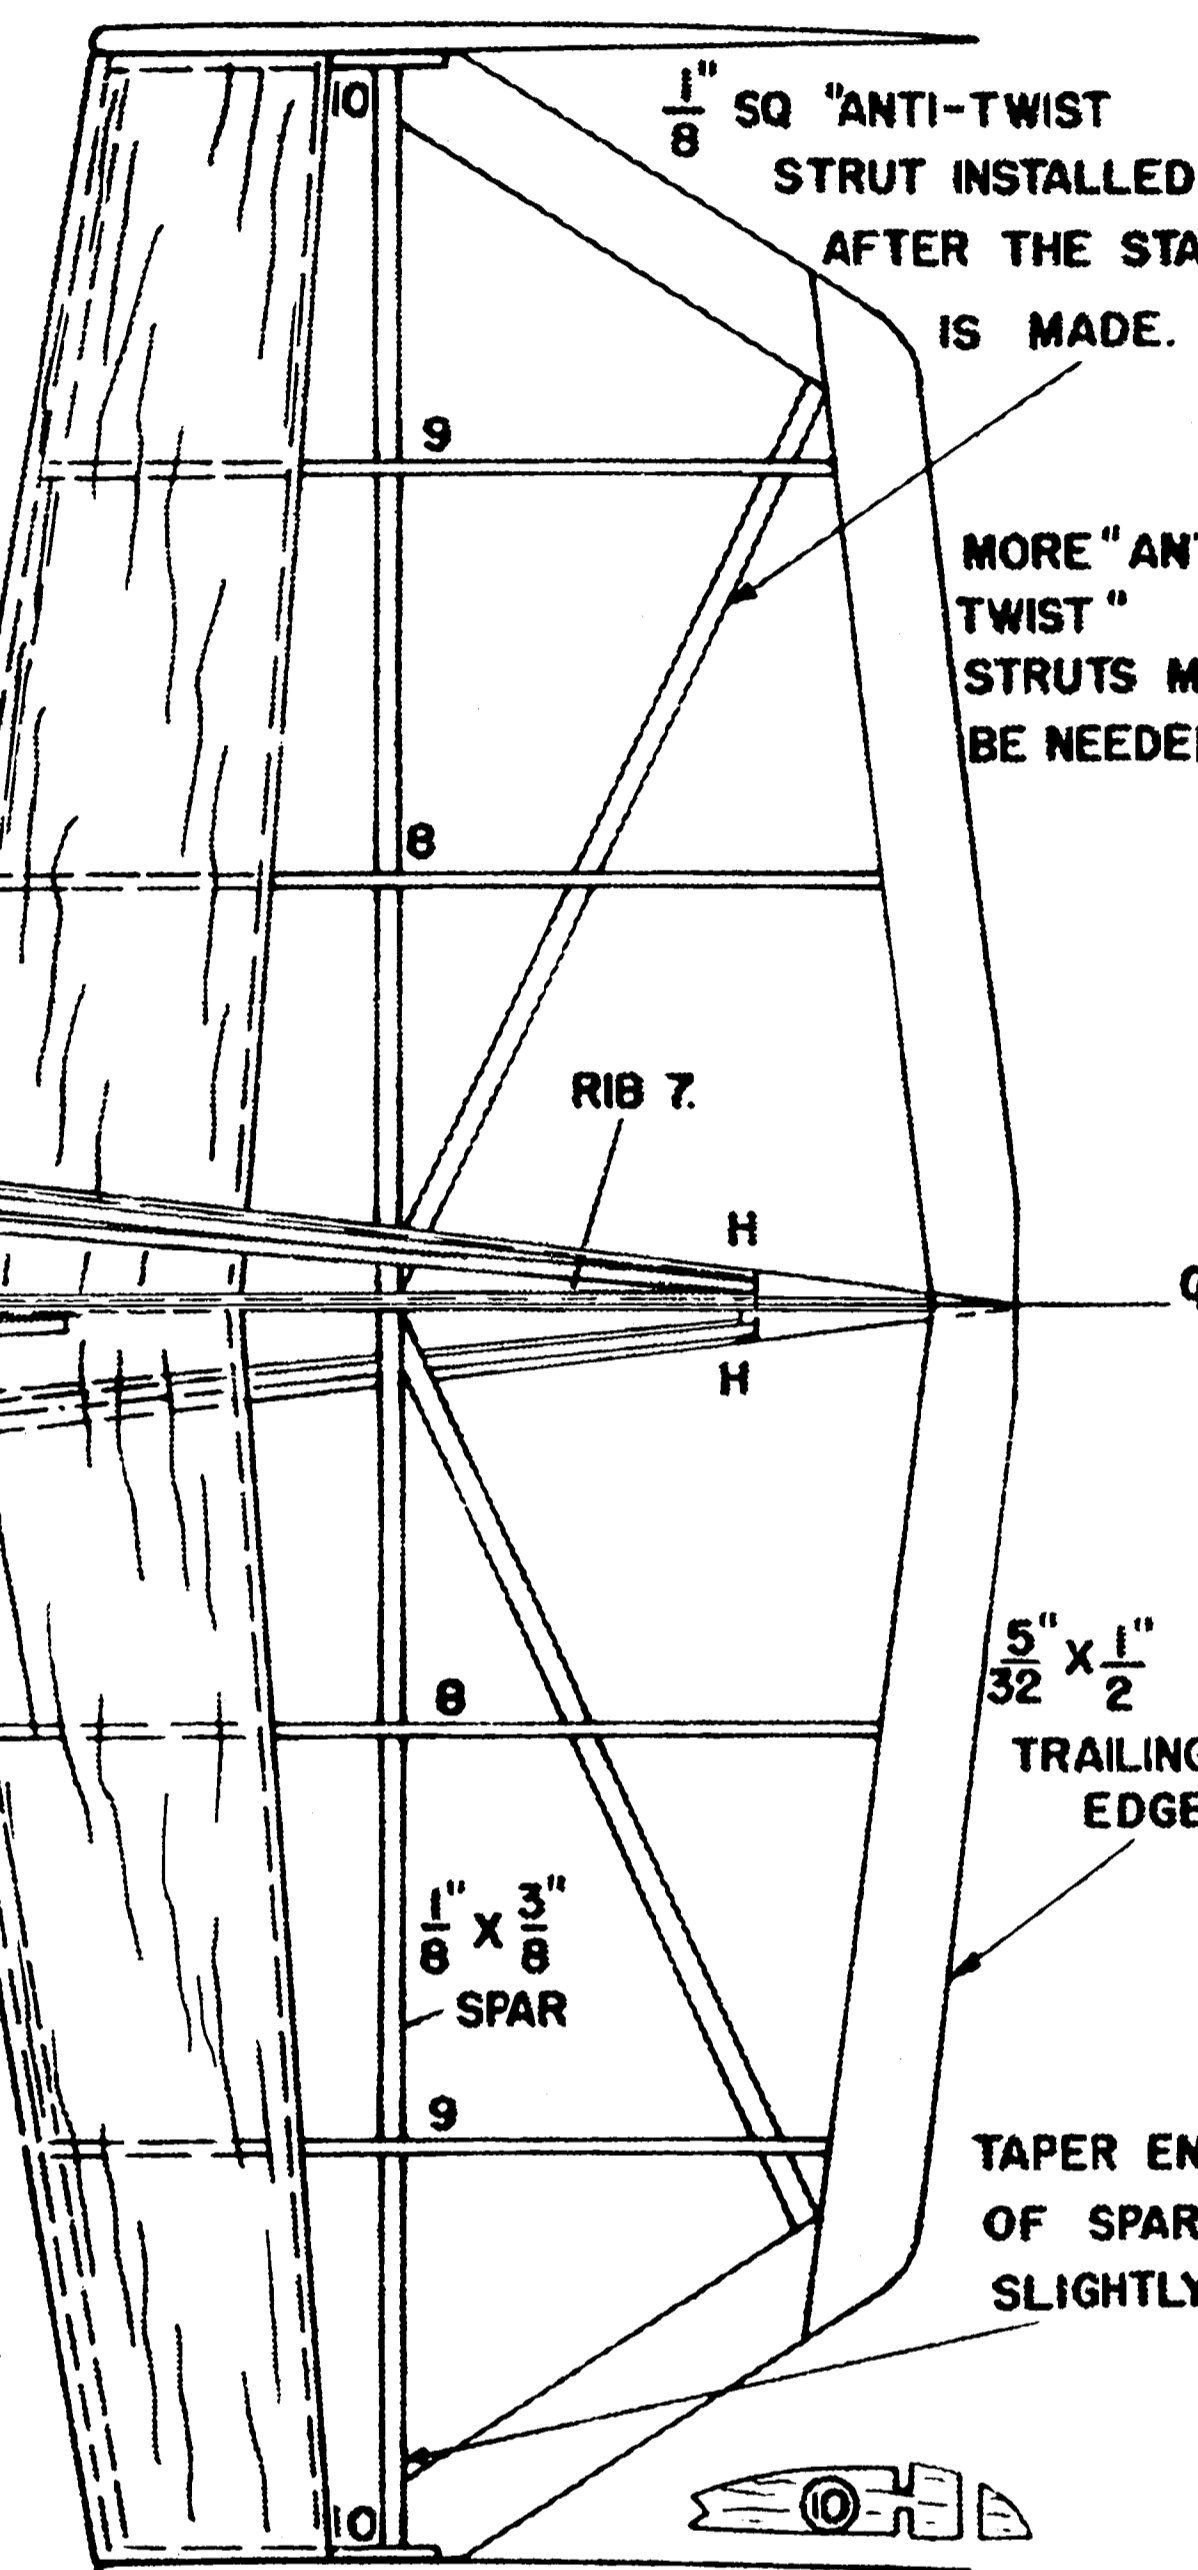 10
1/8" SQ "ANTI-TWIST
STRUT INSTALLED
AFTER THE STA
IS MADE.
9
MORE "ANT
TWIST"
STRUTS M
BE NEEDE
8
RIB 7.
H
H
5/32" X 1/2"
TRAILING
EDGE
8
1/8" X 3/8"
SPAR
9
TAPER EN
OF SPAR
SLIGHTLY
10
10